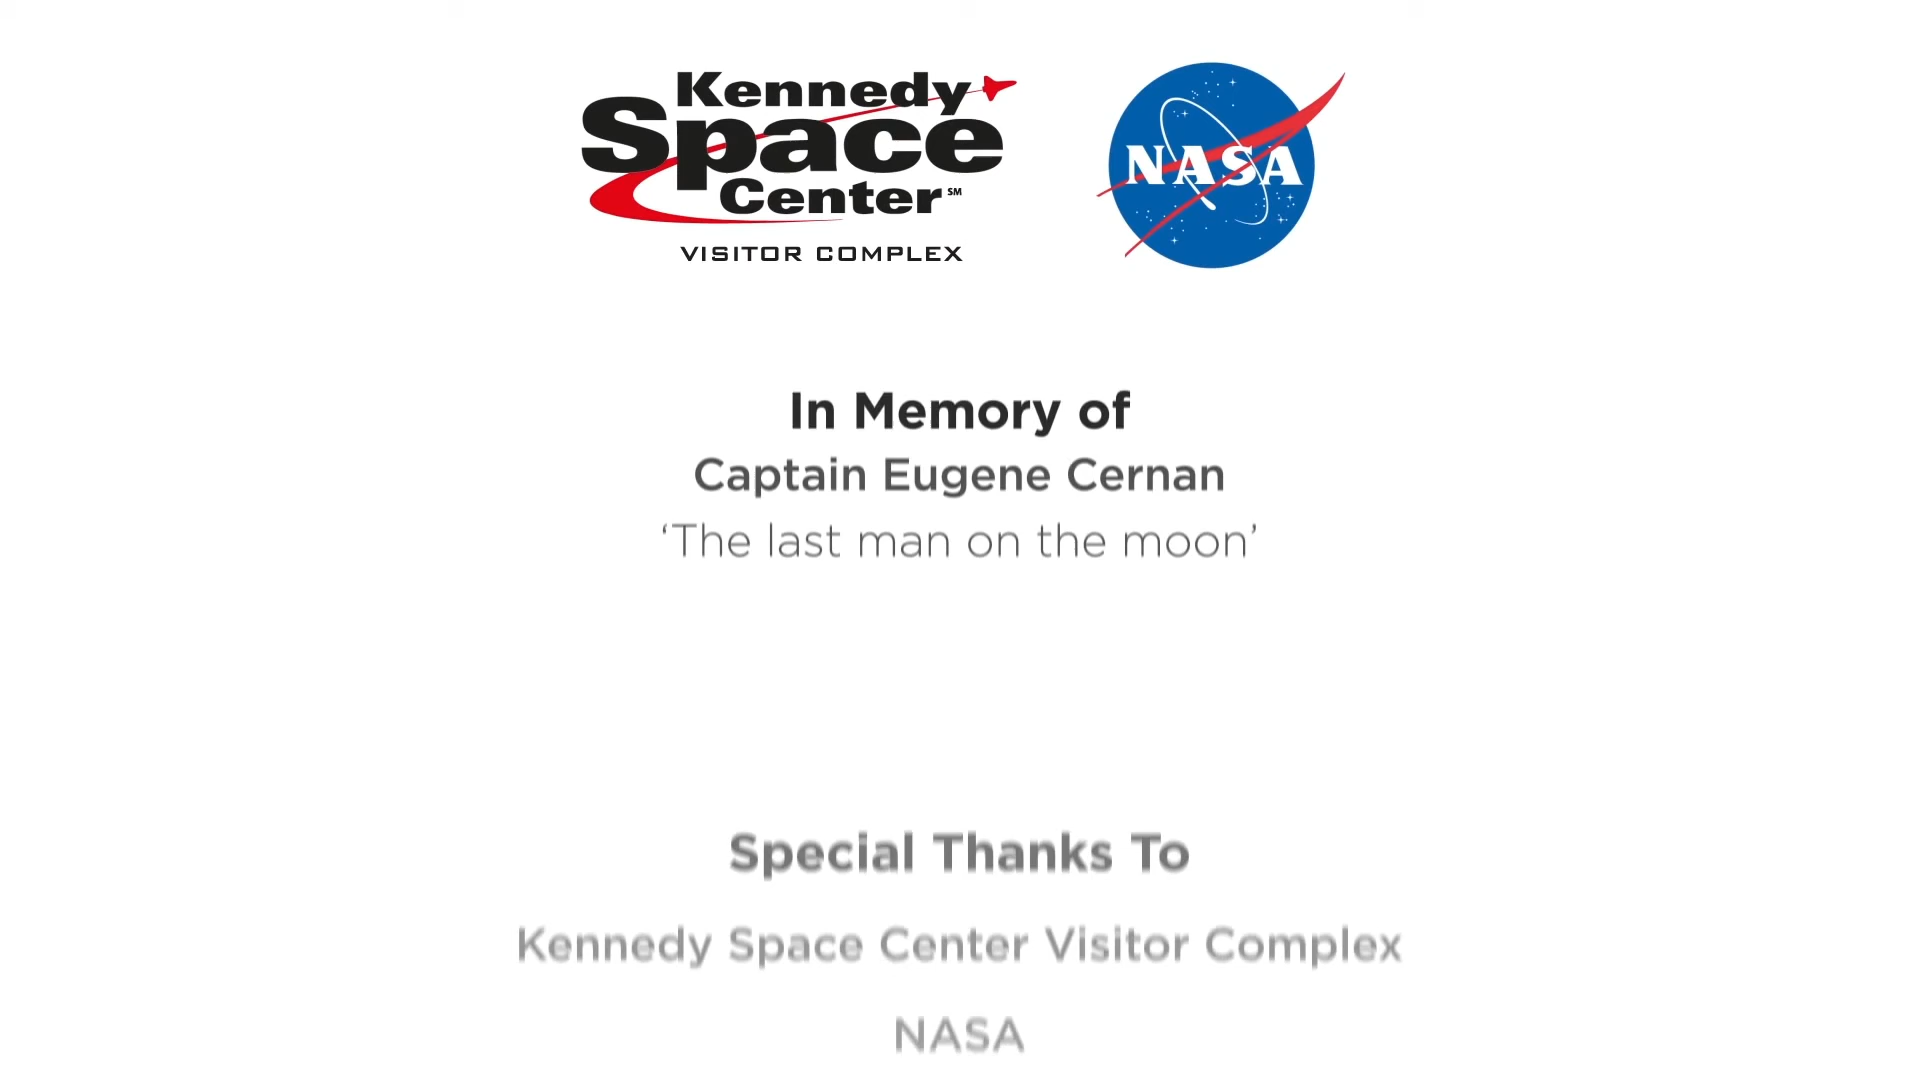 Kennedy
Space
Center℠
VISITOR COMPLEX
NASA
In Memory of
Captain Eugene Cernan
‘The last man on the moon’
Special Thanks To
Kennedy Space Center Visitor Complex
NASA